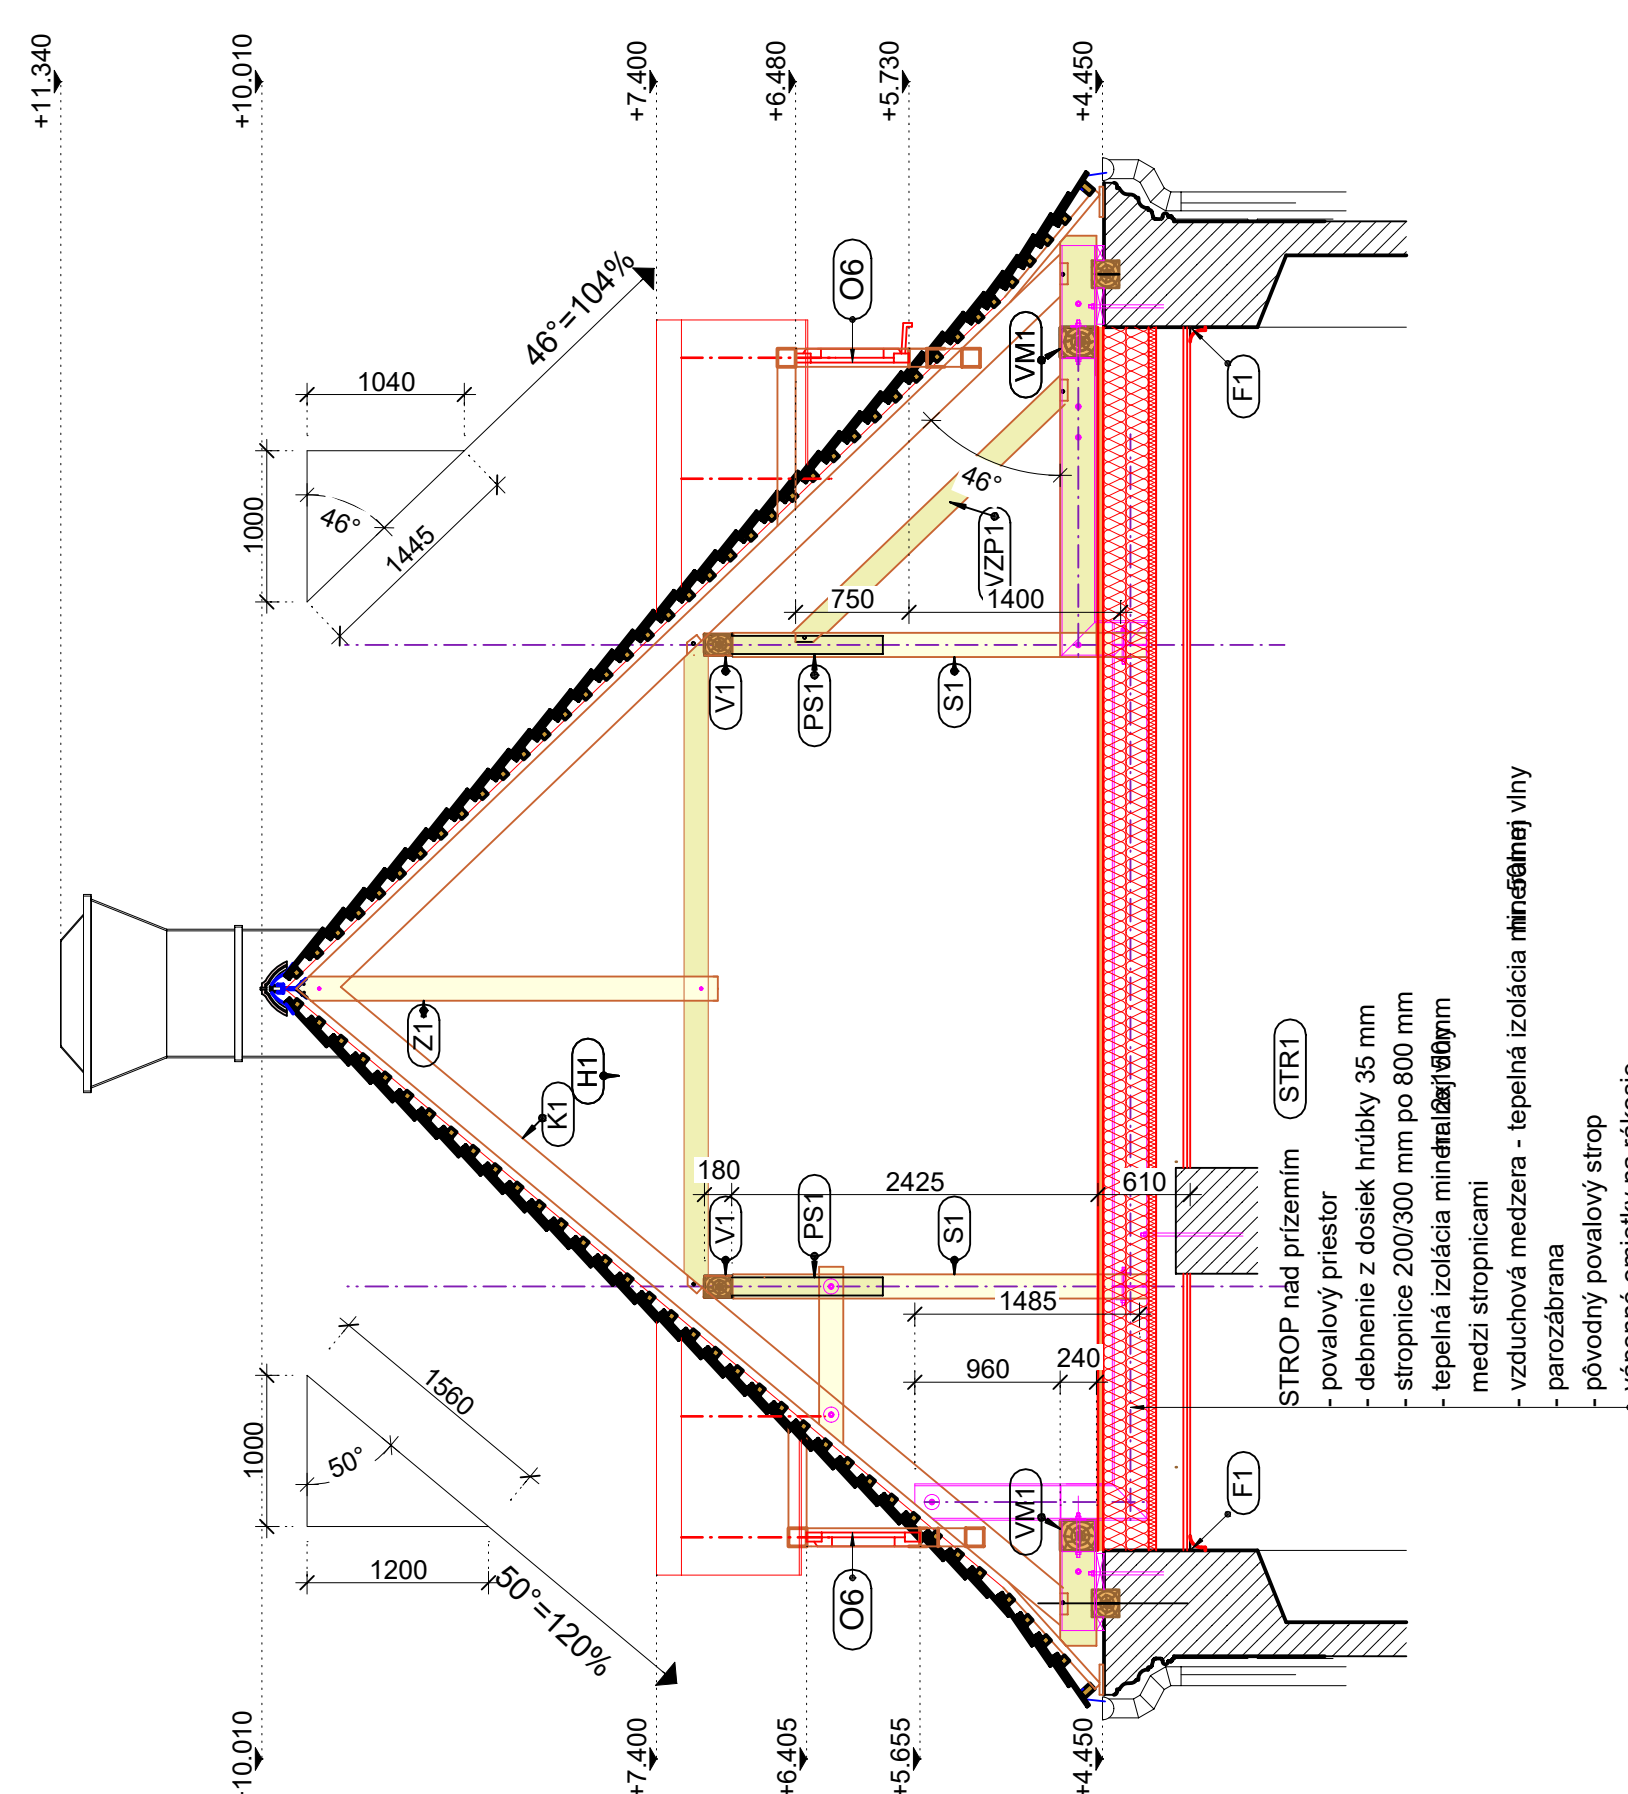 +11.340
+10.010
+7.400
+6.480
+5.730
+4.450
46°=104%
1040
1000
46°
1445
O6
VM1
F1
46°
VZP1
750
1400
V1
PS1
S1
Z1
H1
K1
180
2425
610
V1
PS1
S1
1485
960
240
1560
1000
50°
1200
50°=120%
O6
VM1
F1
+10.010
+7.400
+6.405
+5.655
+4.450
STROP nad prízemím STR1
- povalový priestor
- debnenie z dosiek hrúbky 35 mm
- stropnice 200/300 mm po 800 mm
- tepelná izolácia
medzi stropnicami
- vzduchová medzera - tepelná izolácia vlny
- parozábrana
- pôvodný povalový strop